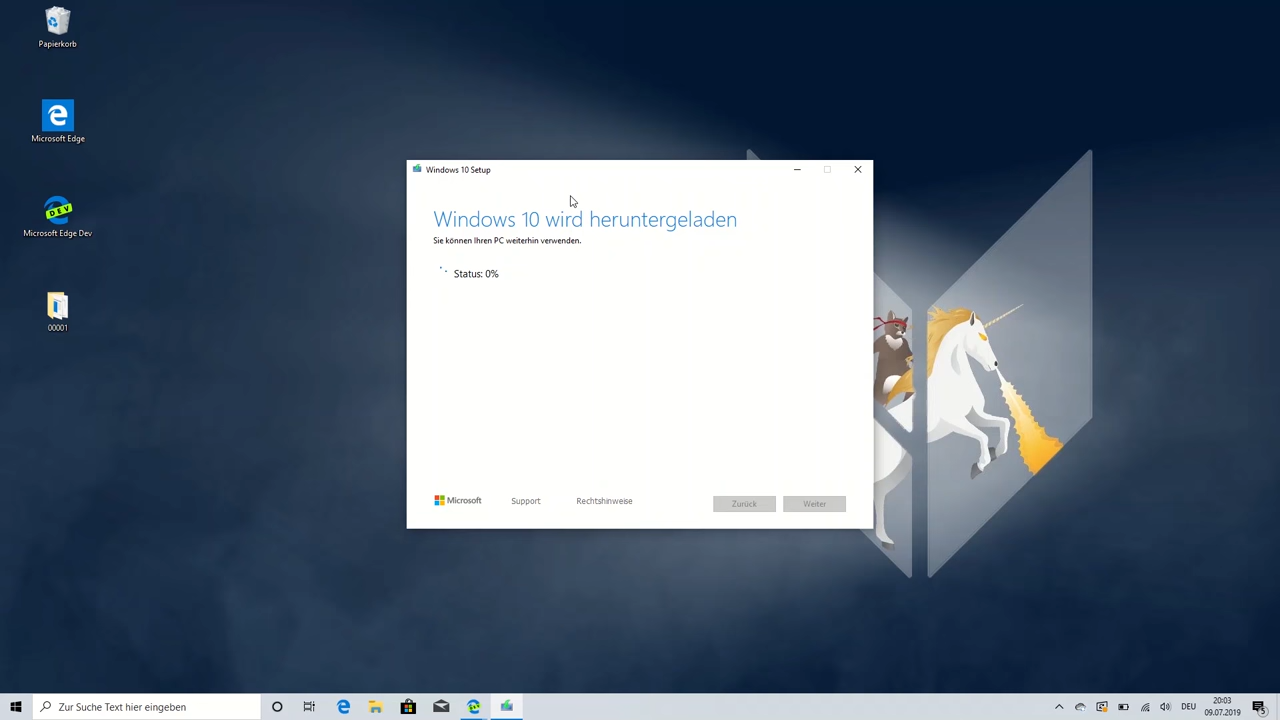 Papierkorb
Microsoft Edge
DEV
Microsoft Edge Dev
00001
Windows 10 Setup
Windows 10 wird heruntergeladen
Sie können Ihren PC weiterhin verwenden.
Status: 0%
Microsoft
Support
Rechtshinweise
Zurück
Weiter
Zur Suche Text hier eingeben
DEU
20:03
09.07.2019
5